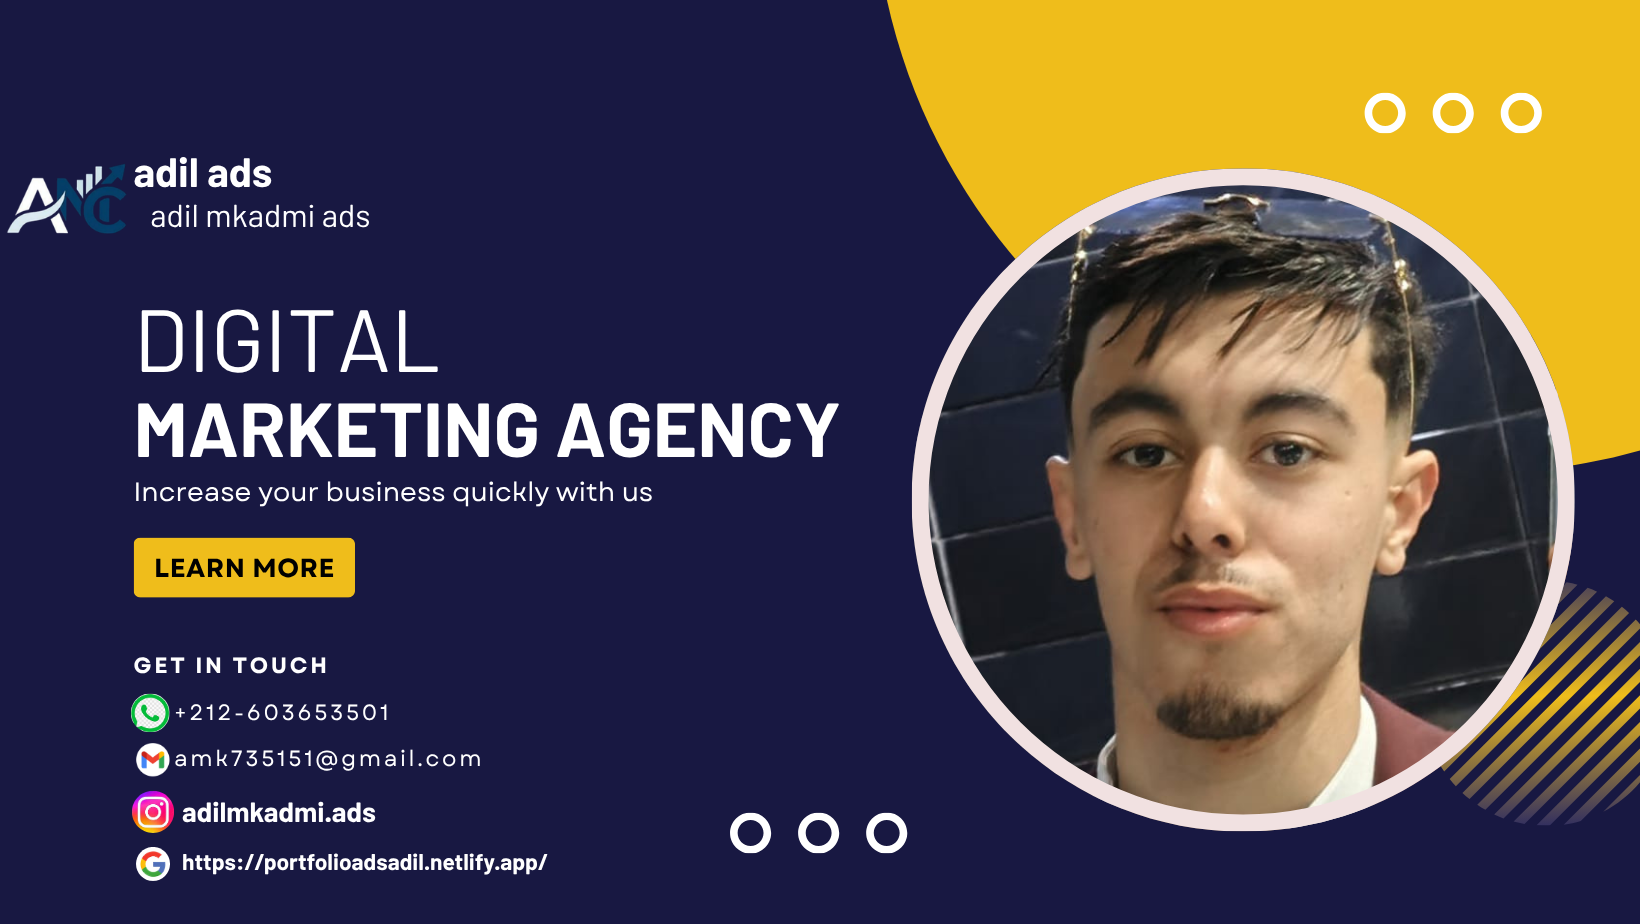 ANC
adil ads
adil mkadmi ads
DIGITAL
MARKETING AGENCY
Increase your business quickly with us
LEARN MORE
GET IN TOUCH
+212-603653501
amk735151@gmail.com
adilmkadmi.ads
https://portfolioadsadil.netlify.app/